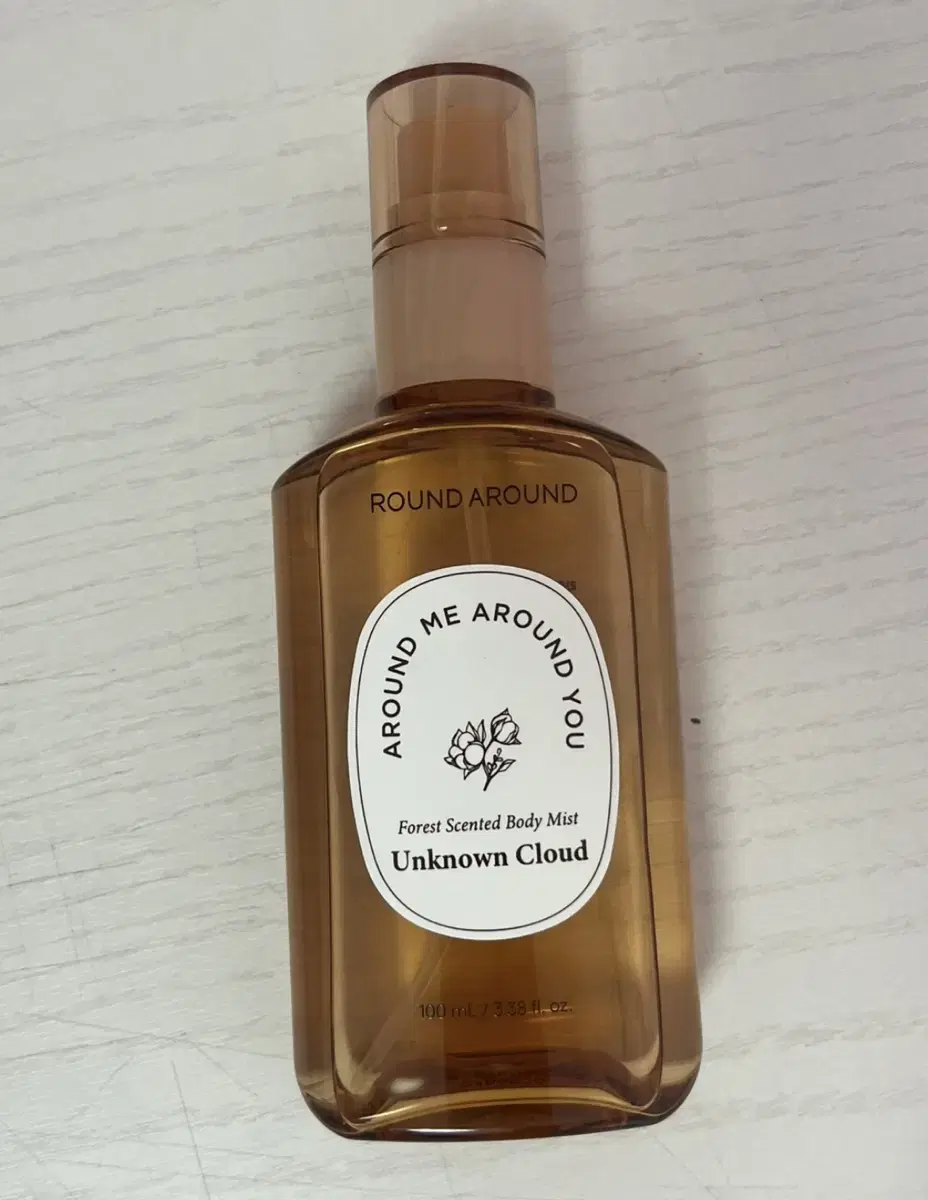 ROUND AROUND
AROUND ME AROUND YOU
Forest Scented Body Mist
Unknown Cloud
100 mL / 3.38 fl. oz.